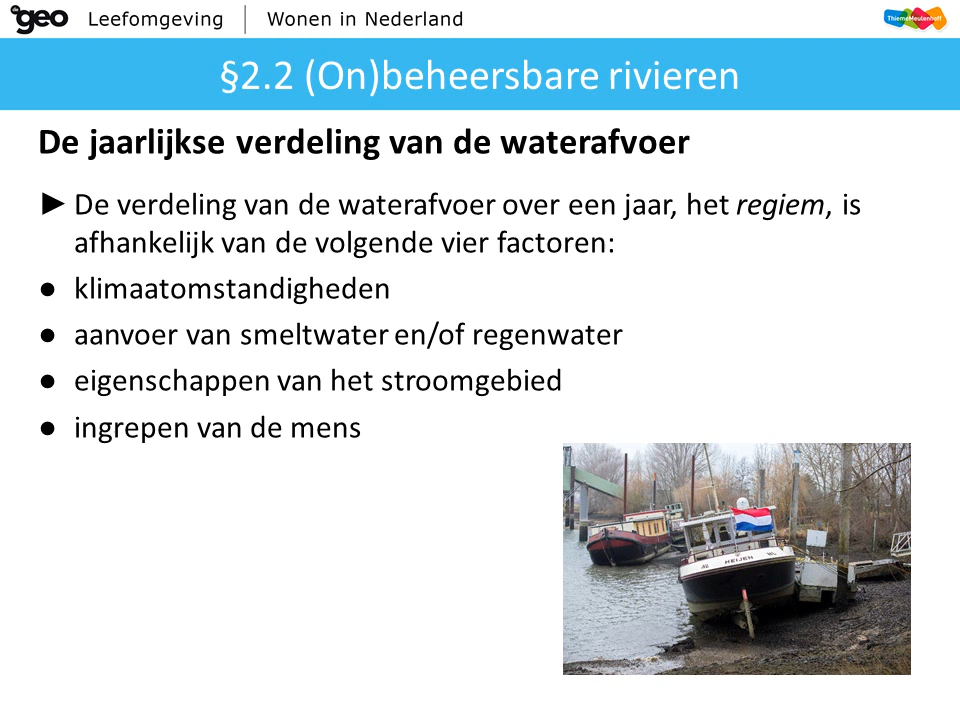 de geo Leefomgeving | Wonen in Nederland
ThiemeMeulenhoff
§2.2 (On)beheersbare rivieren
De jaarlijkse verdeling van de waterafvoer
► De verdeling van de waterafvoer over een jaar, het regiem, is
afhankelijk van de volgende vier factoren:
● klimaatomstandigheden
● aanvoer van smeltwater en/of regenwater
● eigenschappen van het stroomgebied
● ingrepen van de mens
HEIJEN